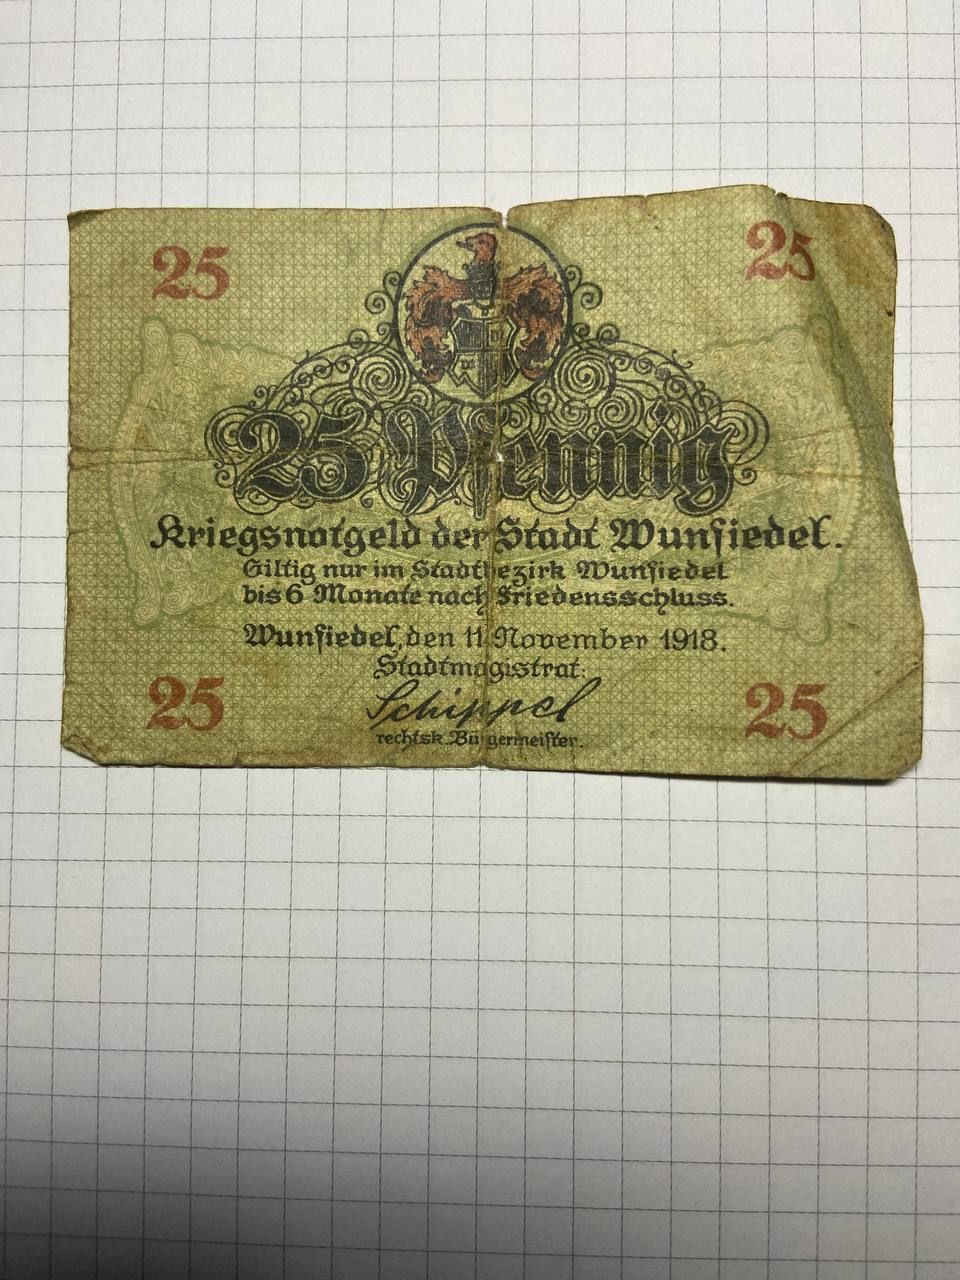 25 25
25 Pfennig
Kriegsnotgeld der Stadt Wunsiedel.
Giltig nur im Stadtbezirk Wunsiedel
bis 6 Monate nach Friedensschluss.
Wunsiedel, den 11. November 1918.
Stadtmagistrat:
Schippel
rechtsk. Bürgermeister.
25 25